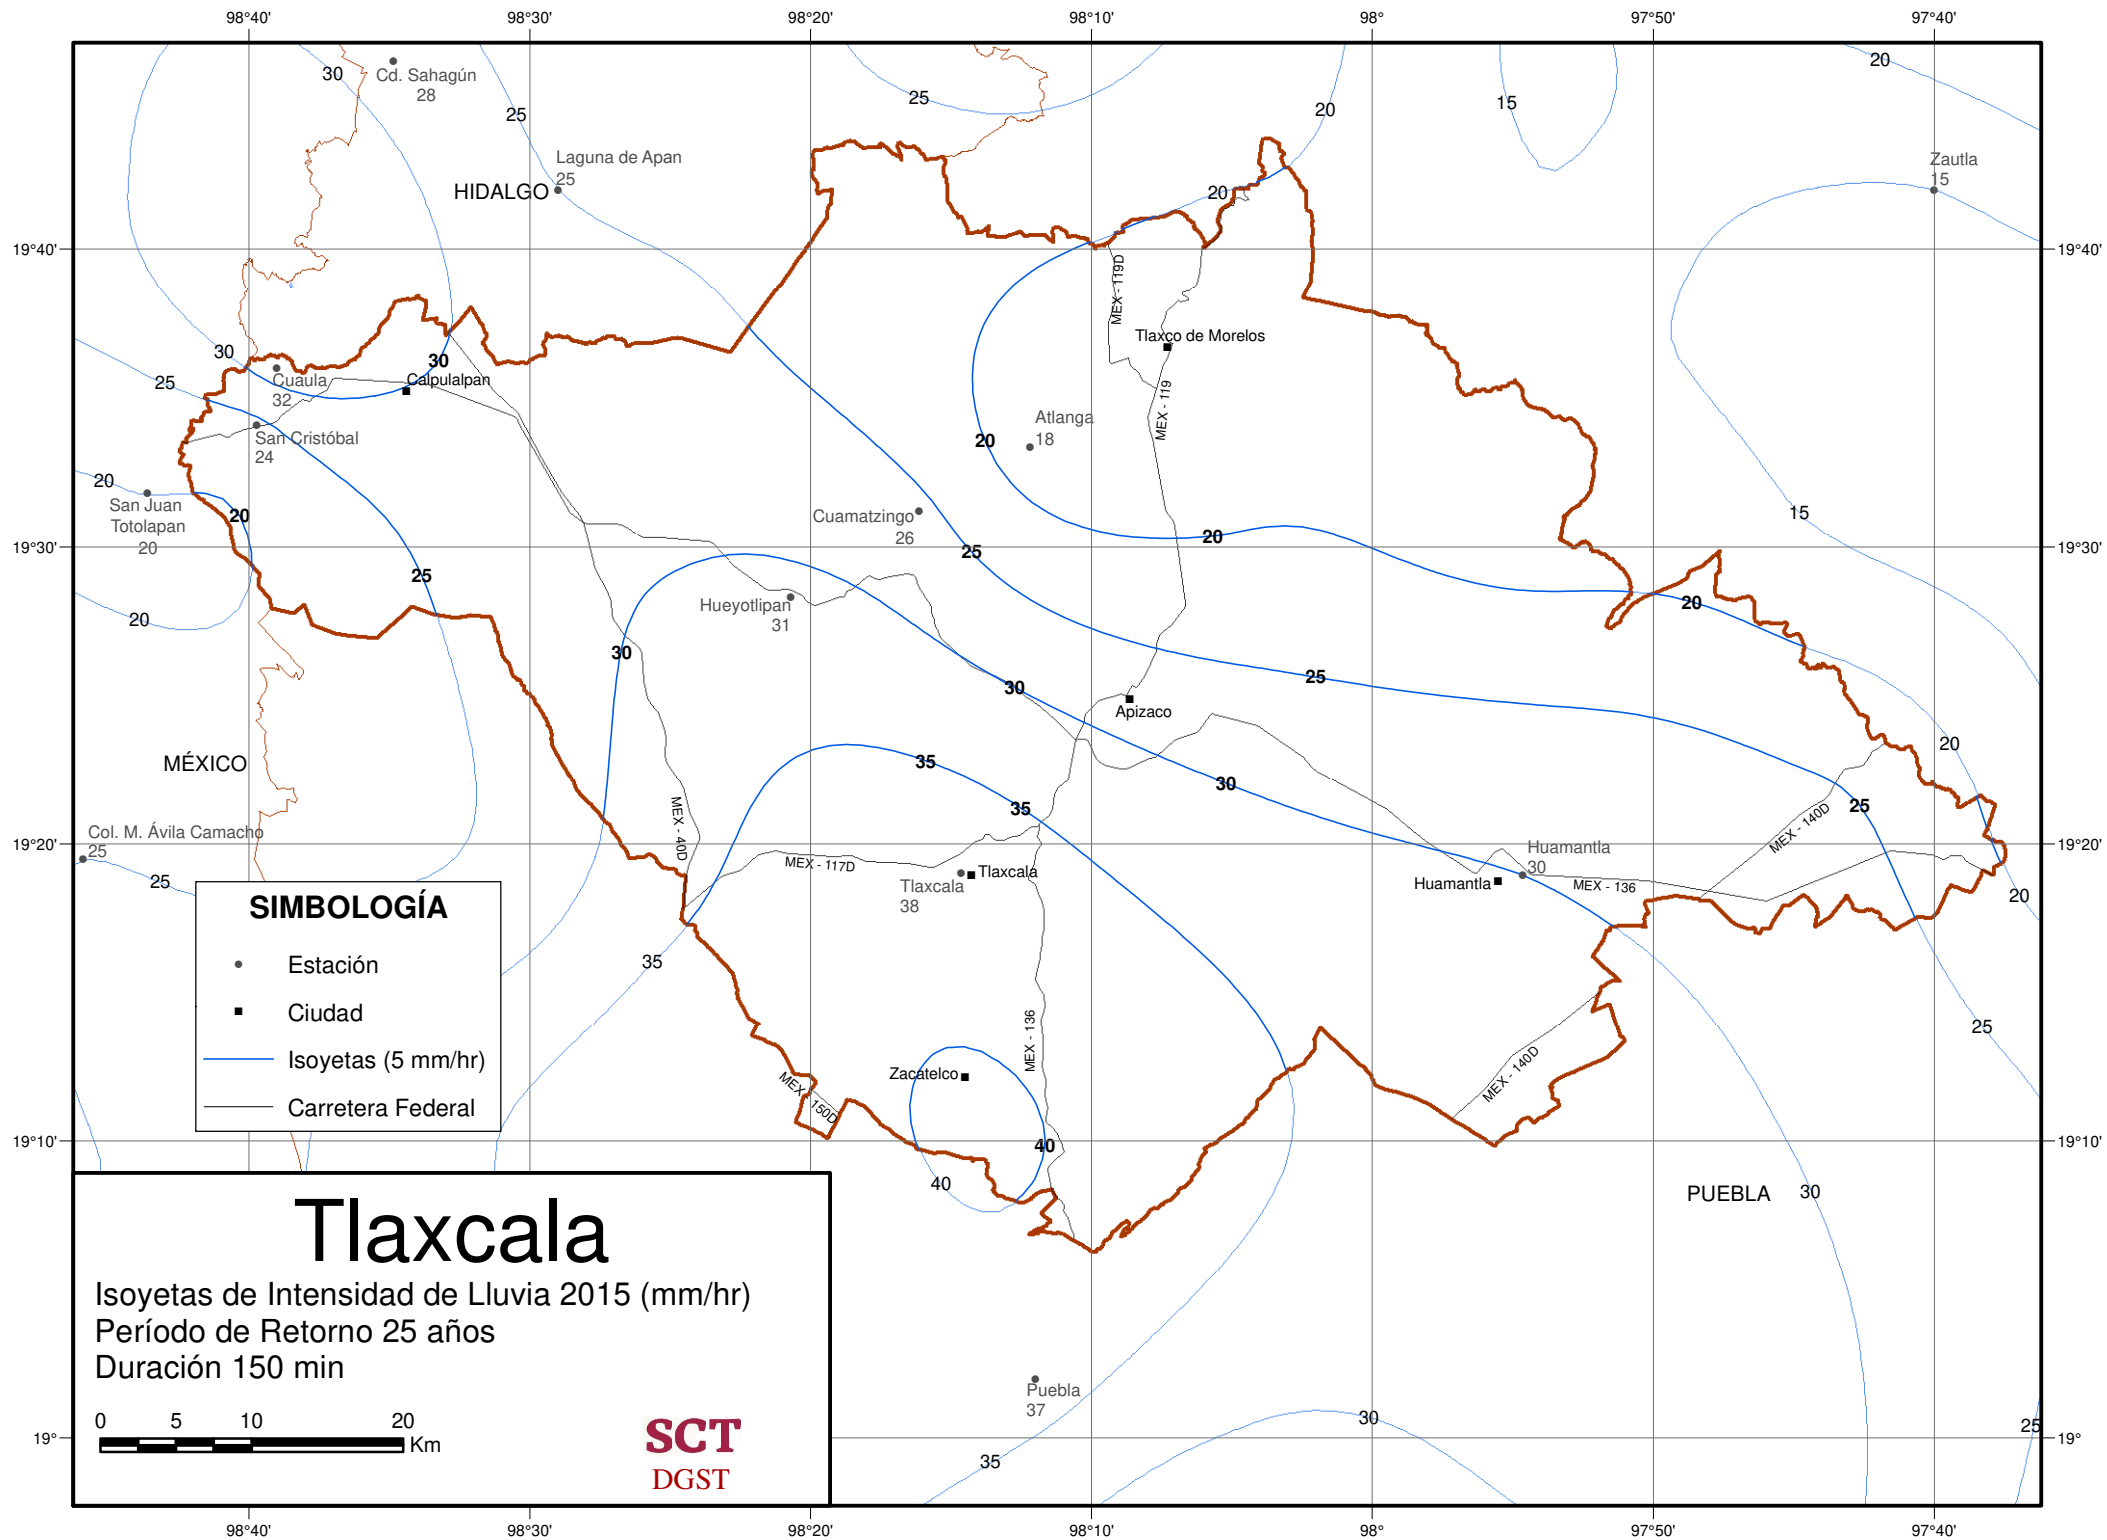 98°40'
98°30'
98°20'
98°10'
98°
97°50'
97°40'
30
Cd. Sahagún
28
25
25
20
15
20
Laguna de Apan
25
HIDALGO
Zautla
15
20
19°40'
19°40'
MEX - 119D
Tlaxco de Morelos
30
30
25
Cuaula
32
Calpulalpan
MEX - 119
Atlanga
18
20
San Cristóbal
24
20
San Juan
Totolapan
20
20
Cuamatzingo
26
15
25
20
19°30'
19°30'
25
20
Hueyotlipan
31
20
30
30
25
Apizaco
MÉXICO
35
20
30
MEX - 40D
35
25
MEX - 140D
Col. M. Ávila Camacho
25
19°20'
19°20'
MEX - 117D
Huamantla
30
25
Tlaxcala
Tlaxcala
38
Huamantla
MEX - 136
20
SIMBOLOGÍA
Estación
Ciudad
Isoyetas (5 mm/hr)
Carretera Federal
35
25
MEX - 136
Zacatelco
MEX - 150D
MEX - 140D
19°10'
19°10'
40
40
PUEBLA
30
Tlaxcala
Isoyetas de Intensidad de Lluvia 2015 (mm/hr)
Período de Retorno 25 años
Duración 150 min
0 5 10 20
Km
SCT
DGST
Puebla
37
30
25
35
19°
19°
98°40'
98°30'
98°20'
98°10'
98°
97°50'
97°40'